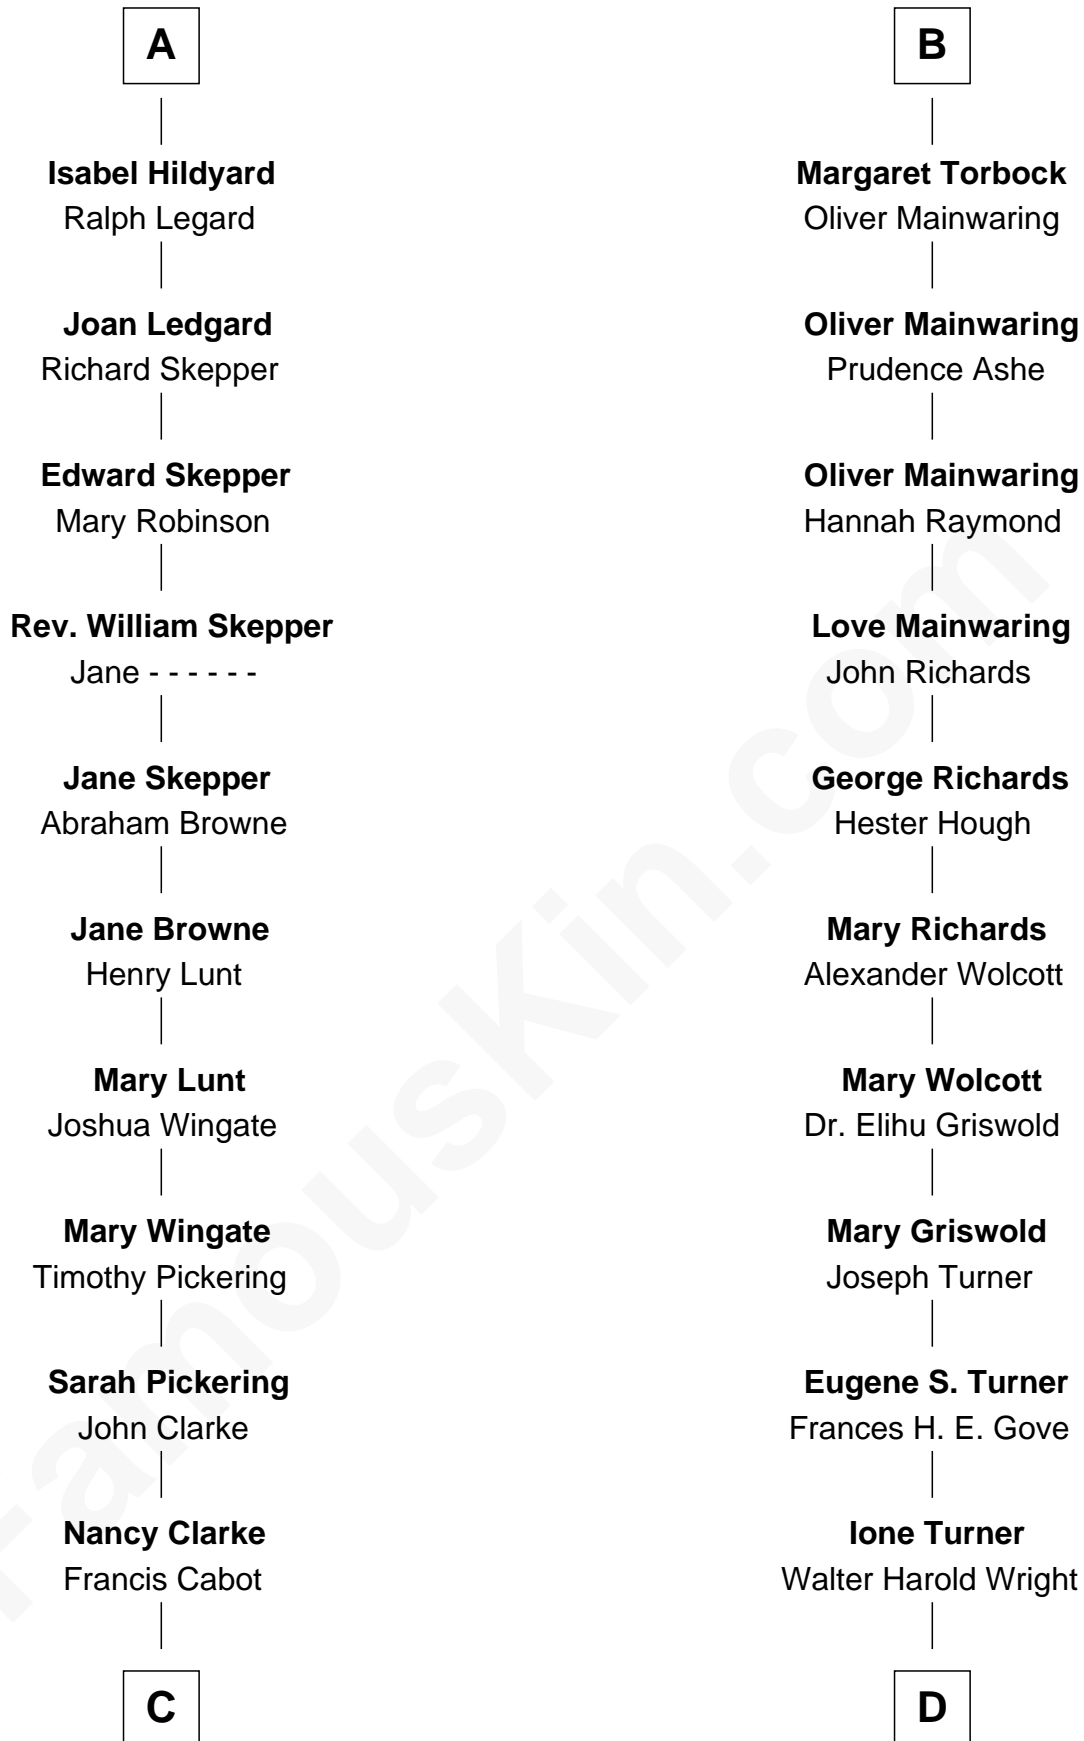 A
Isabel Hildyard
Ralph Legard
Joan Ledgard
Richard Skepper
Edward Skepper
Mary Robinson
Rev. William Skepper
Jane - - - - - -
Jane Skepper
Abraham Browne
Jane Browne
Henry Lunt
Mary Lunt
Joshua Wingate
Mary Wingate
Timothy Pickering
Sarah Pickering
John Clarke
Nancy Clarke
Francis Cabot
C
B
Margaret Torbock
Oliver Mainwaring
Oliver Mainwaring
Prudence Ashe
Oliver Mainwaring
Hannah Raymond
Love Mainwaring
John Richards
George Richards
Hester Hough
Mary Richards
Alexander Wolcott
Mary Wolcott
Dr. Elihu Griswold
Mary Griswold
Joseph Turner
Eugene S. Turner
Frances H. E. Gove
Ione Turner
Walter Harold Wright
D
FamousKin.com